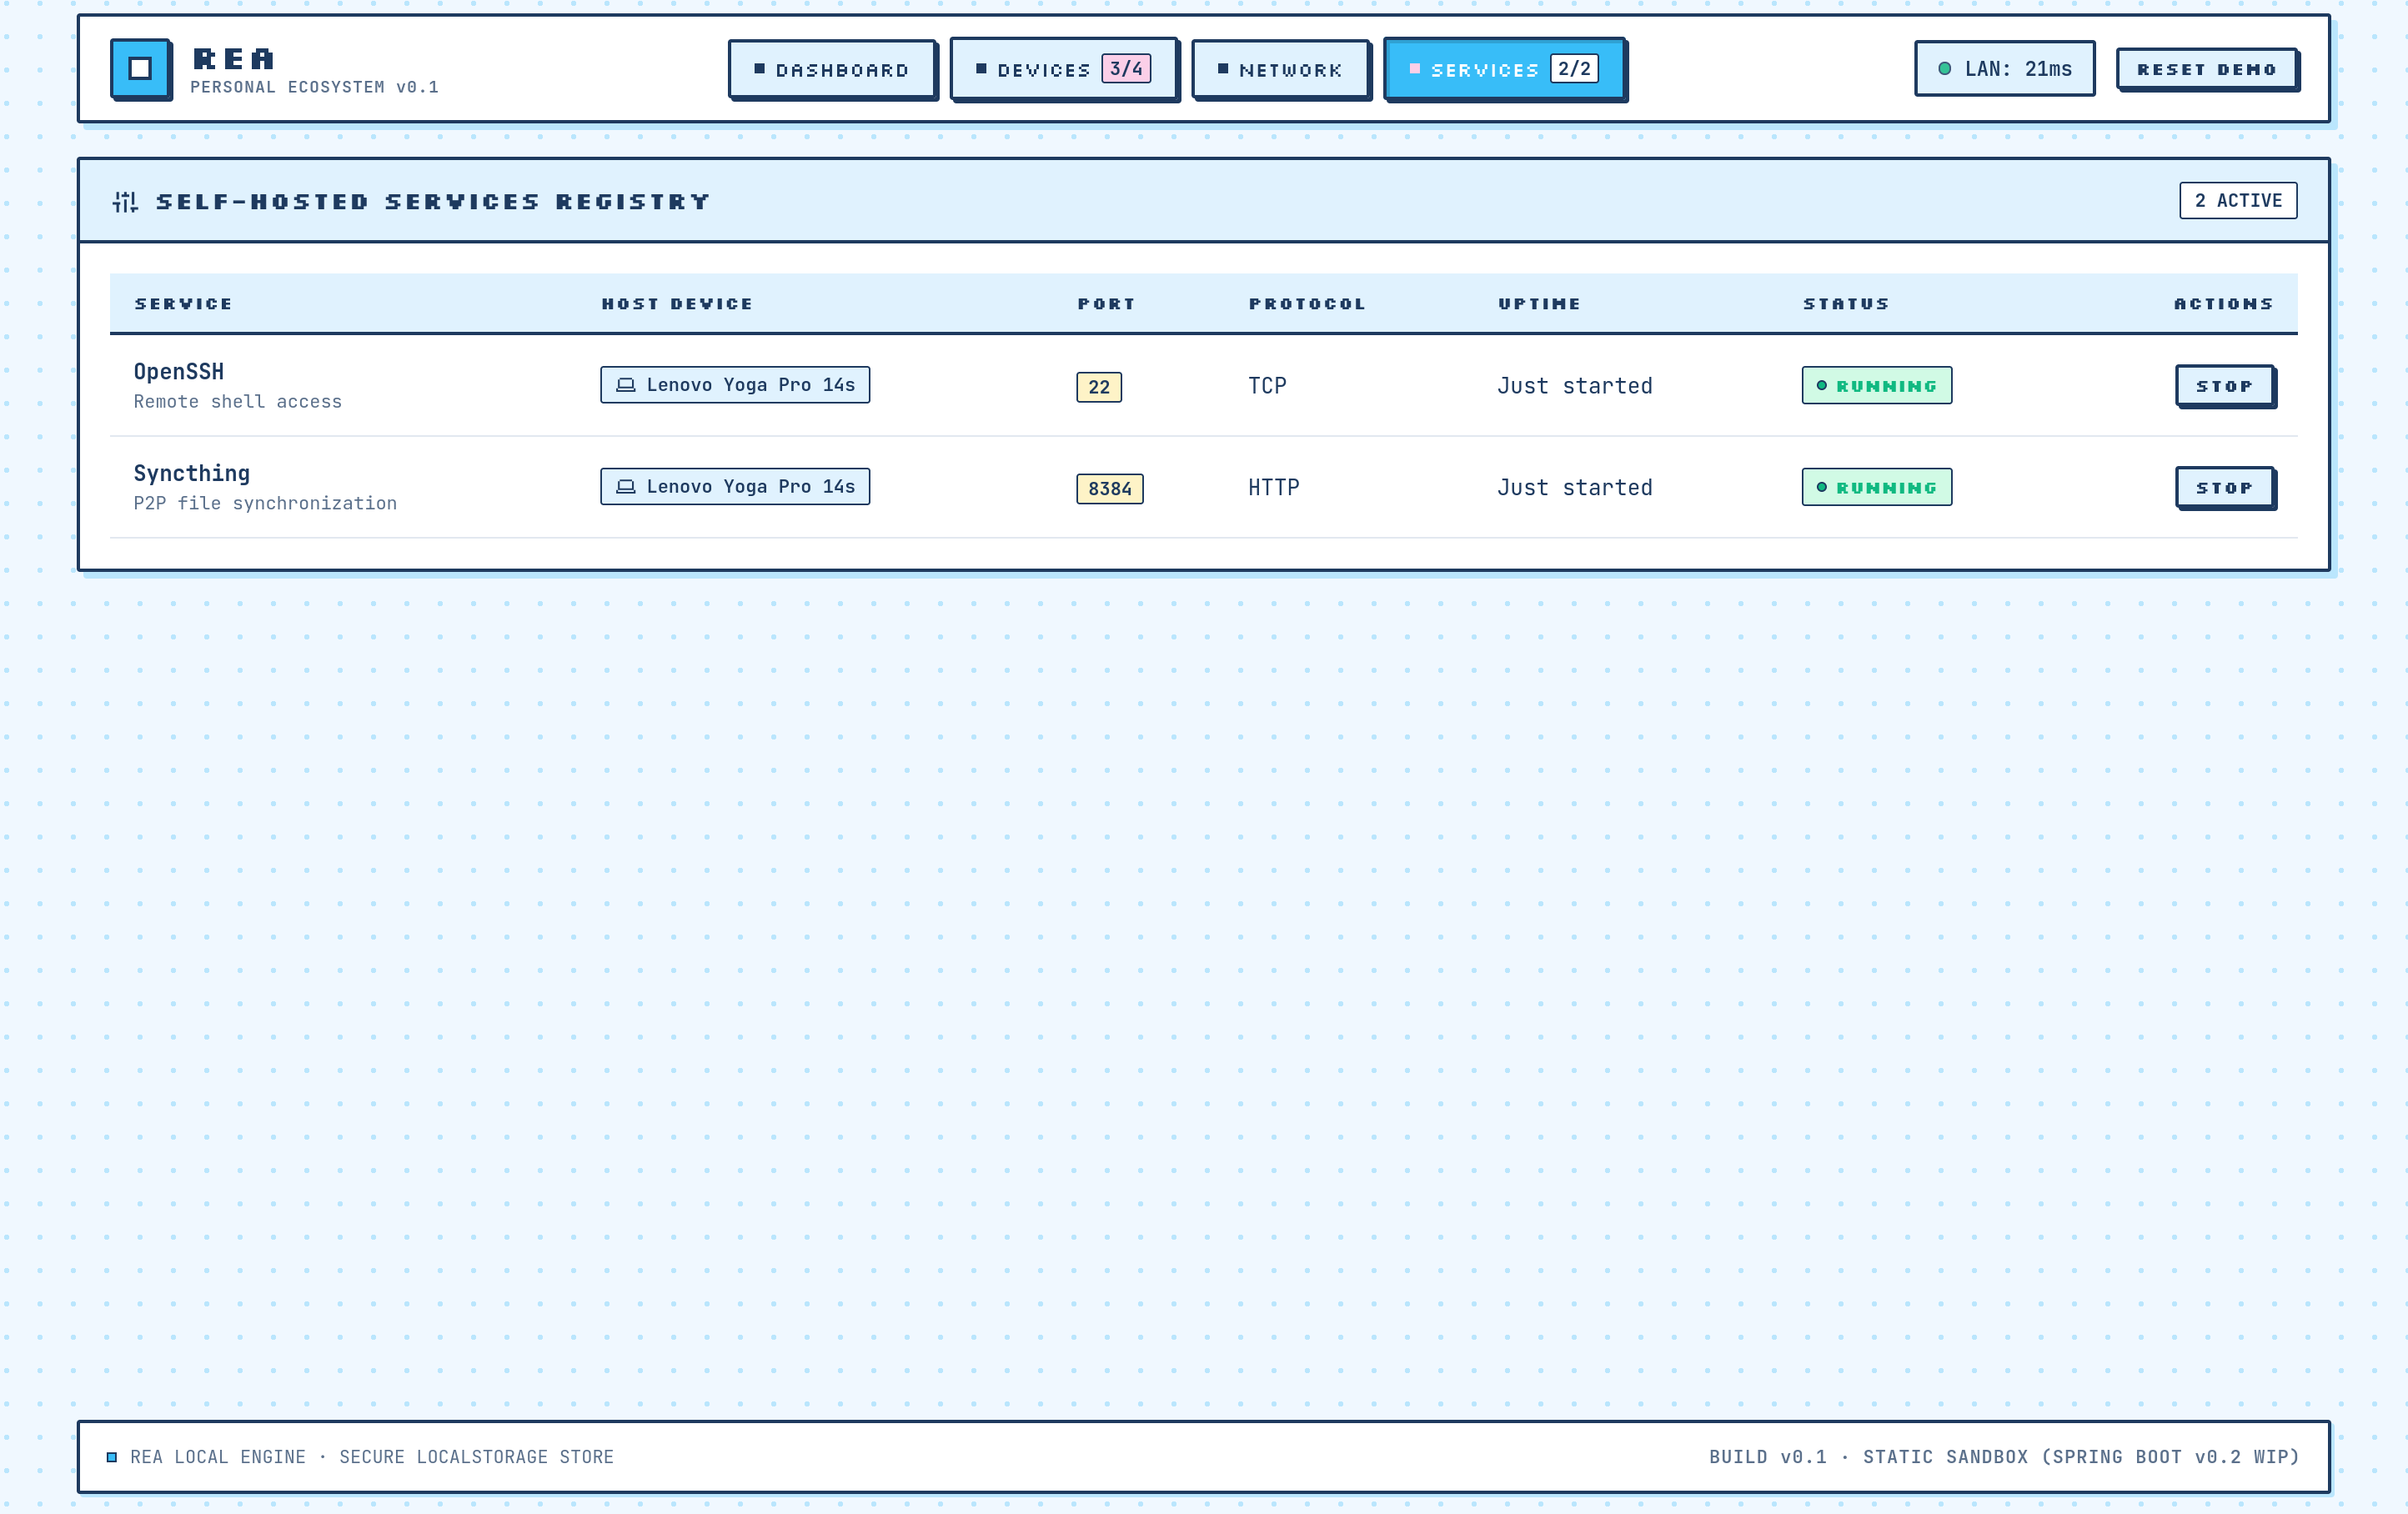 REA
PERSONAL ECOSYSTEM v0.1
DASHBOARD
DEVICES 3/4
NETWORK
SERVICES 2/2
LAN: 21ms
RESET DEMO
SELF-HOSTED SERVICES REGISTRY
2 ACTIVE
SERVICE HOST DEVICE PORT PROTOCOL UPTIME STATUS ACTIONS
OpenSSH
Remote shell access
Lenovo Yoga Pro 14s
22
TCP
Just started
RUNNING
STOP
Syncthing
P2P file synchronization
Lenovo Yoga Pro 14s
8384
HTTP
Just started
RUNNING
STOP
REA LOCAL ENGINE · SECURE LOCALSTORAGE STORE
BUILD v0.1 · STATIC SANDBOX (SPRING BOOT v0.2 WIP)